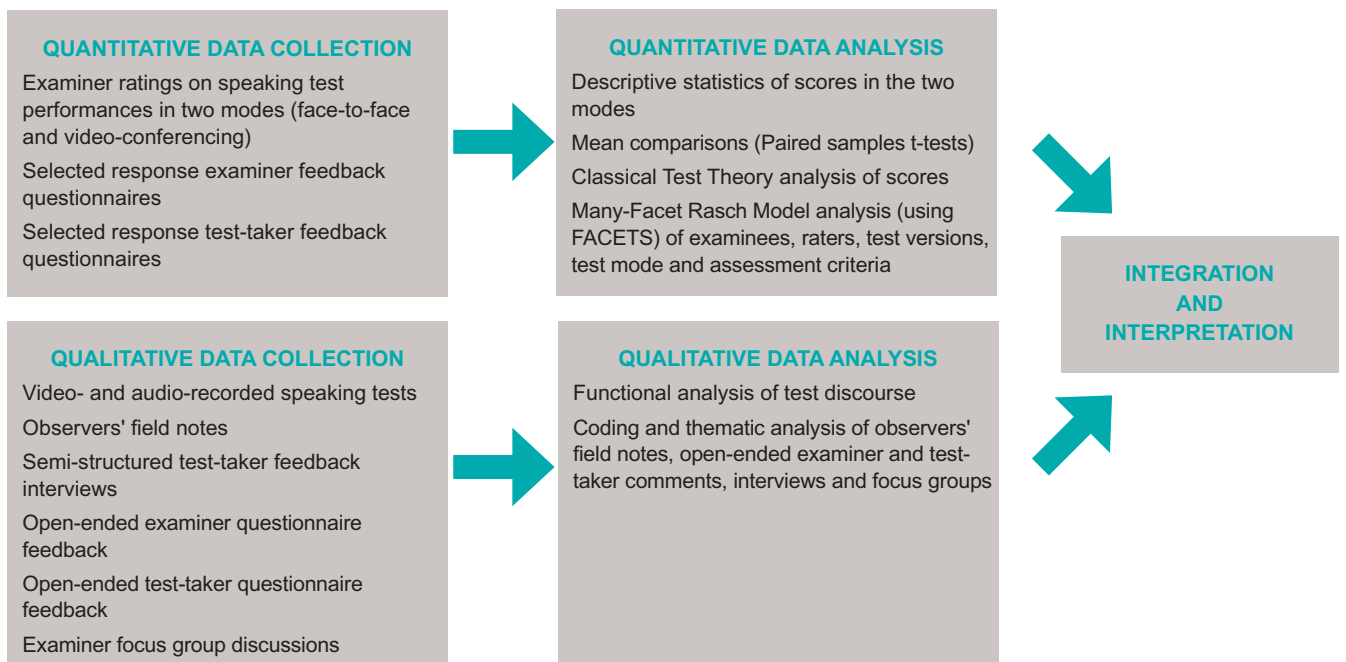 QUANTITATIVE DATA COLLECTION
Examiner ratings on speaking test
performances in two modes (face-to-face
and video-conferencing)
Selected response examiner feedback
questionnaires
Selected response test-taker feedback
questionnaires
QUANTITATIVE DATA ANALYSIS
Descriptive statistics of scores in the two
modes
Mean comparisons (Paired samples t-tests)
Classical Test Theory analysis of scores
Many-Facet Rasch Model analysis (using
FACETS) of examinees, raters, test versions,
test mode and assessment criteria
QUALITATIVE DATA COLLECTION
Video- and audio-recorded speaking tests
Observers' field notes
Semi-structured test-taker feedback
interviews
Open-ended examiner questionnaire
feedback
Open-ended test-taker questionnaire
feedback
Examiner focus group discussions
QUALITATIVE DATA ANALYSIS
Functional analysis of test discourse
Coding and thematic analysis of observers'
field notes, open-ended examiner and test-
taker comments, interviews and focus groups
INTEGRATION
AND
INTERPRETATION